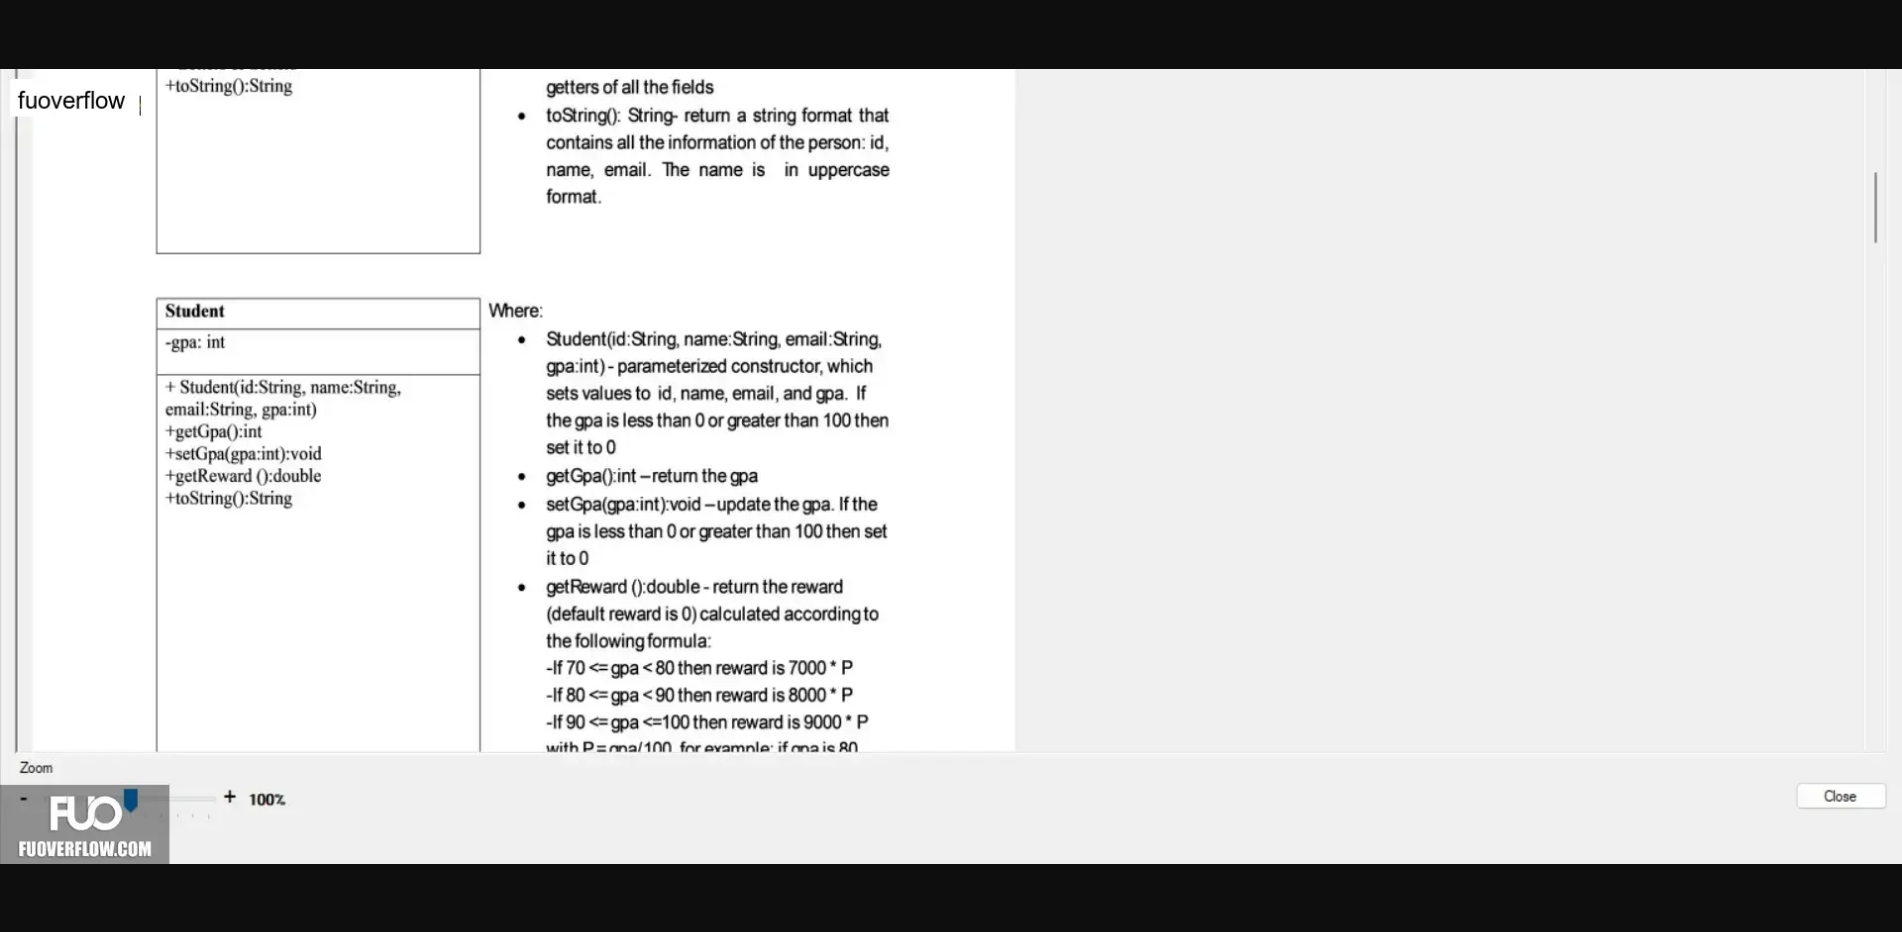 fuoverflow
+toString():String
getters of all the fields
• toString(): String- return a string format that
contains all the information of the person: id,
name, email. The name is in uppercase
format.
Student
-gpa: int
+ Student(id:String, name:String,
email:String, gpa:int)
+getGpa():int
+setGpa(gpa:int):void
+getReward ():double
+toString():String
Where:
• Student(id:String, name:String, email:String,
gpa:int) - parameterized constructor, which
sets values to id, name, email, and gpa. If
the gpa is less than 0 or greater than 100 then
set it to 0
• getGpa():int – return the gpa
• setGpa(gpa:int):void – update the gpa. If the
gpa is less than 0 or greater than 100 then set
it to 0
• getReward ():double - return the reward
(default reward is 0) calculated according to
the following formula:
-If 70 <= gpa < 80 then reward is 7000 * P
-If 80 <= gpa < 90 then reward is 8000 * P
-If 90 <= gpa <=100 then reward is 9000 * P
with P = gpa/100, for example: if gpa is 80
Zoom
- + 100%
Close
FUO
FUOVERFLOW.COM